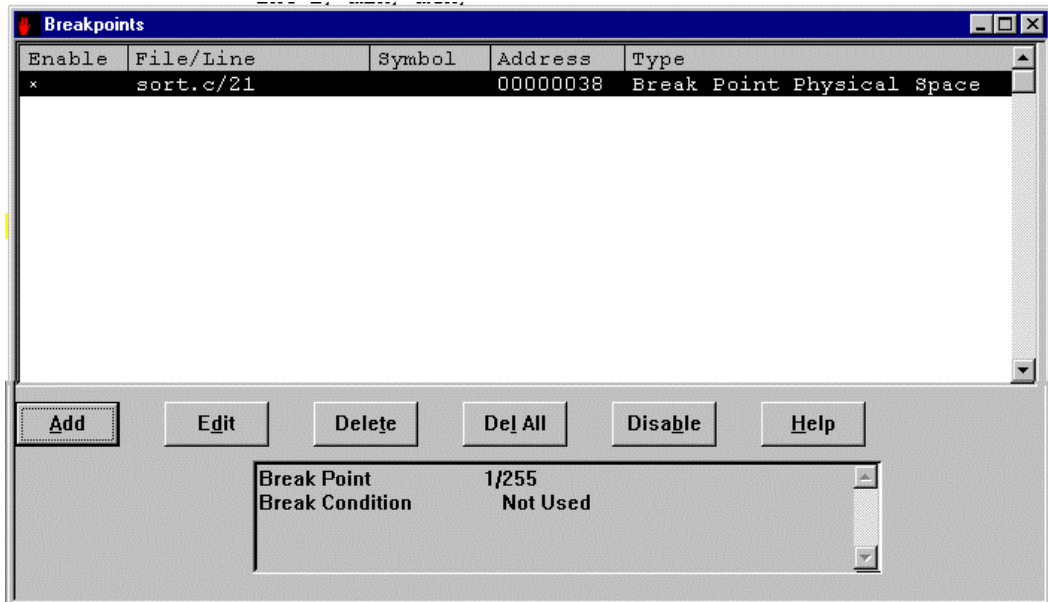 Breakpoints
Enable File/Line Symbol Address Type
× sort.c/21 00000038 Break Point Physical Space
Add Edit Delete Del All Disable Help
Break Point 1/255
Break Condition Not Used